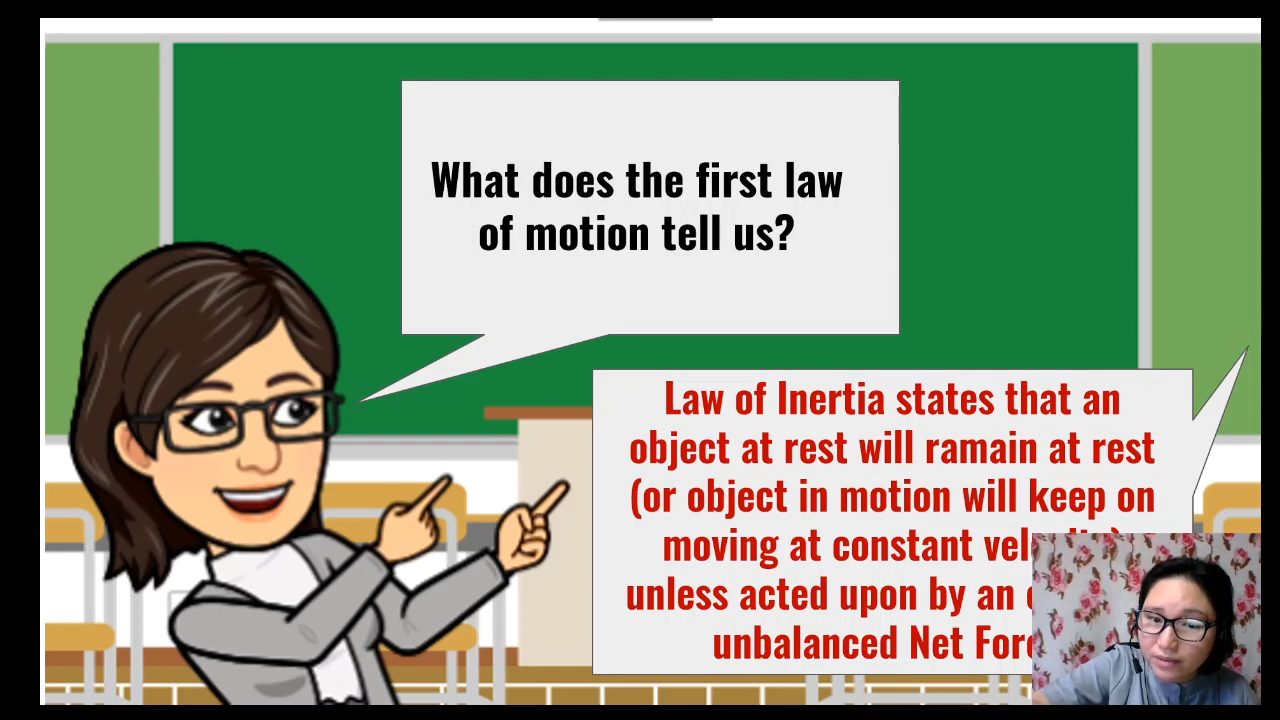 What does the first law
of motion tell us?
Law of Inertia states that an
object at rest will ramain at rest
(or object in motion will keep on
moving at constant
unless acted upon by an
unbalanced Net